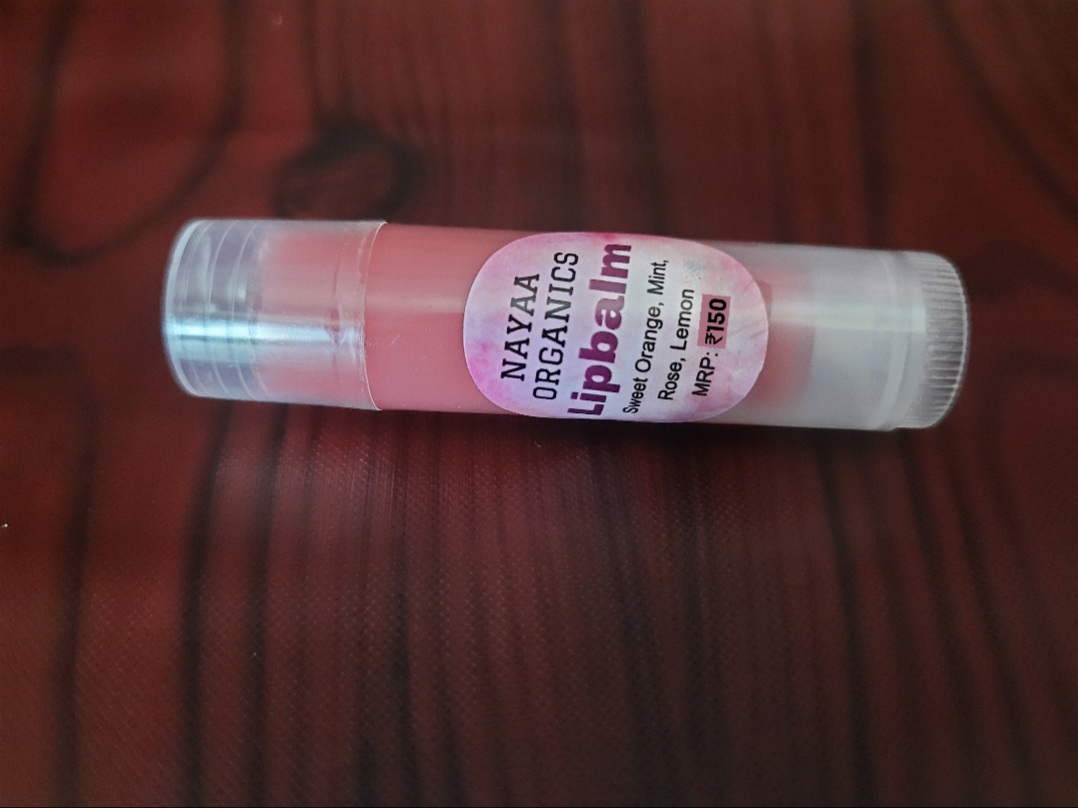 NAYAA
ORGANICS
Lipbalm
Sweet Orange, Mint,
Rose, Lemon
MRP: ₹150